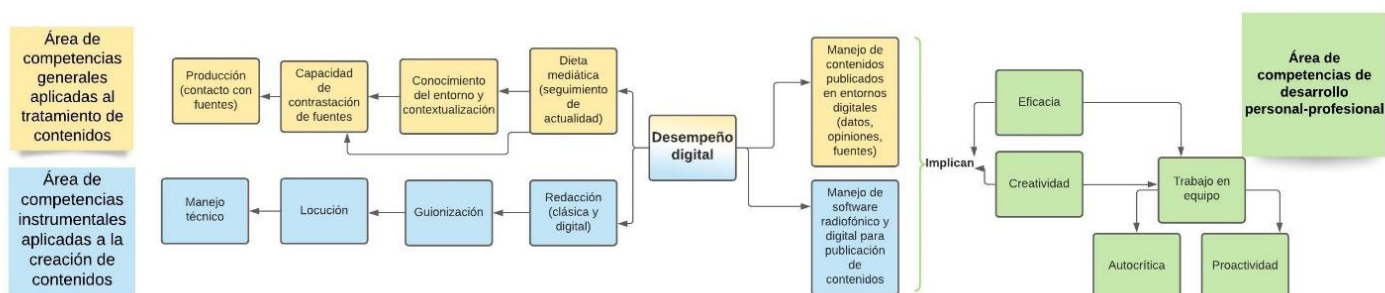 Área de
competencias
generales
aplicadas al
tratamiento de
contenidos
Producción
(contacto con
fuentes)
Capacidad
de
contrastación
de fuentes
Conocimiento
del entorno y
contextualización
Dieta
mediática
(seguimiento
de
actualidad)
Desempeño
digital
Manejo de
contenidos
publicados
en entornos
digitales
(datos,
opiniones,
fuentes)
Implican
Eficacia
Creatividad
Trabajo en
equipo
Autocrítica
Proactividad
Área de
competencias de
desarrollo
personal-profesional
Área de
competencias
instrumentales
aplicadas a la
creación de
contenidos
Manejo
técnico
Locución
Guionización
Redacción
(clásica y
digital)
Manejo de
software
radiofónico y
digital para
publicación
de
contenidos